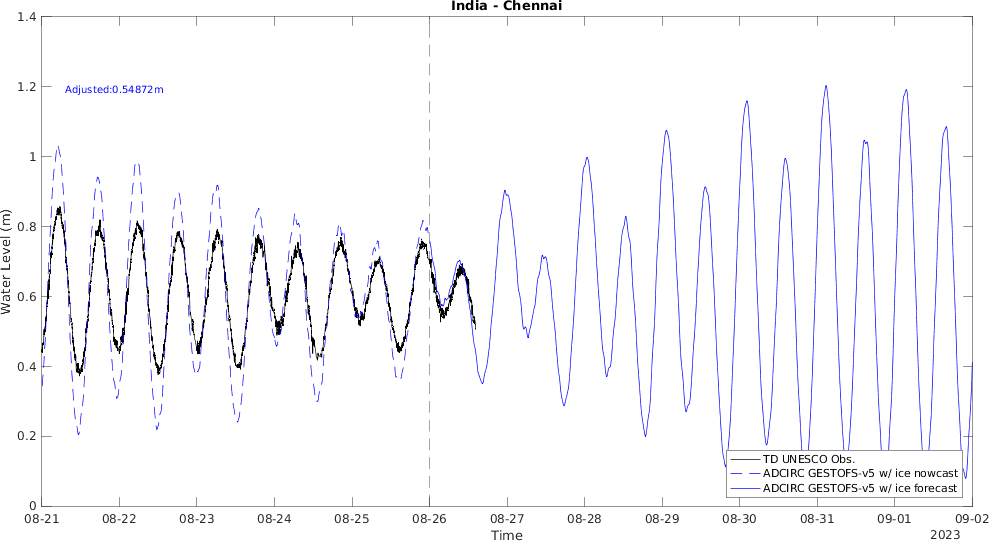 India - Chennai
1.4
1.2
1
0.8
0.6
0.4
0.2
0
Water Level (m)
Adjusted:0.54872m
TD UNESCO Obs.
ADCIRC GESTOFS-v5 w/ ice nowcast
ADCIRC GESTOFS-v5 w/ ice forecast
08-21 08-22 08-23 08-24 08-25 08-26 08-27 08-28 08-29 08-30 08-31 09-01 09-02
Time
2023